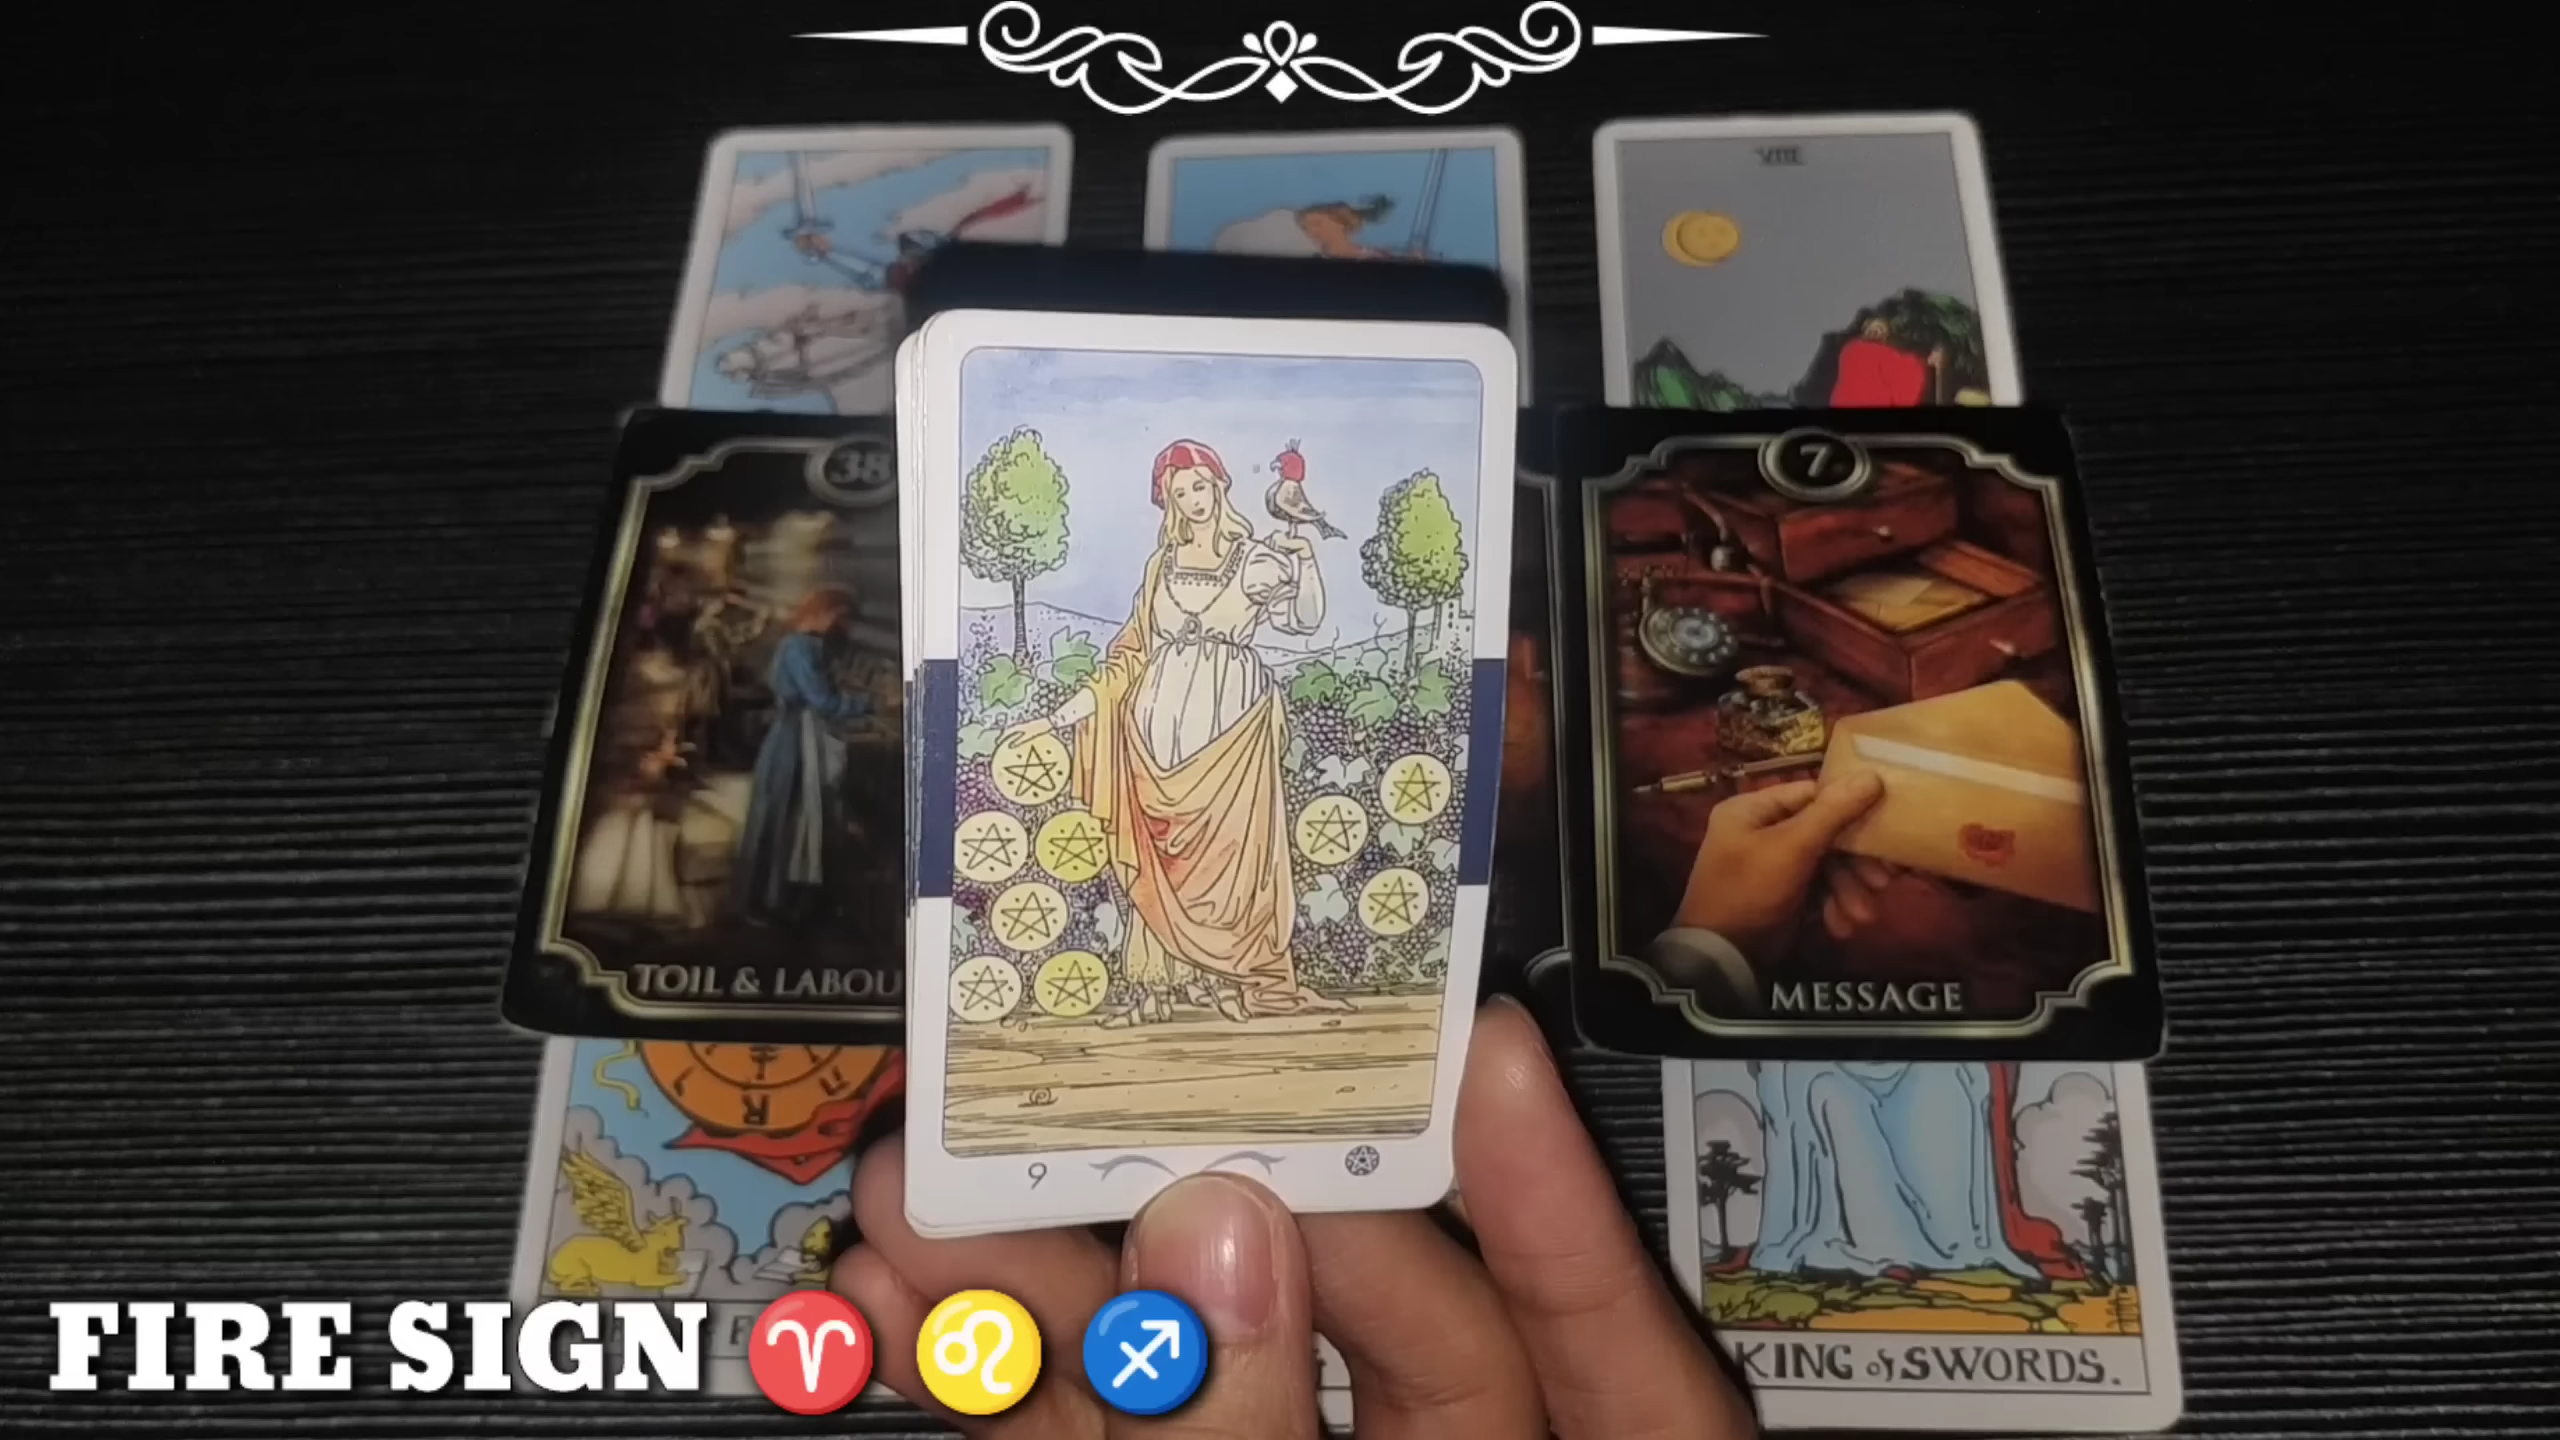 VIII
38
7
TOIL & LABOU
MESSAGE
9
KING of SWORDS.
FIRE SIGN ♈ ♌ ♐